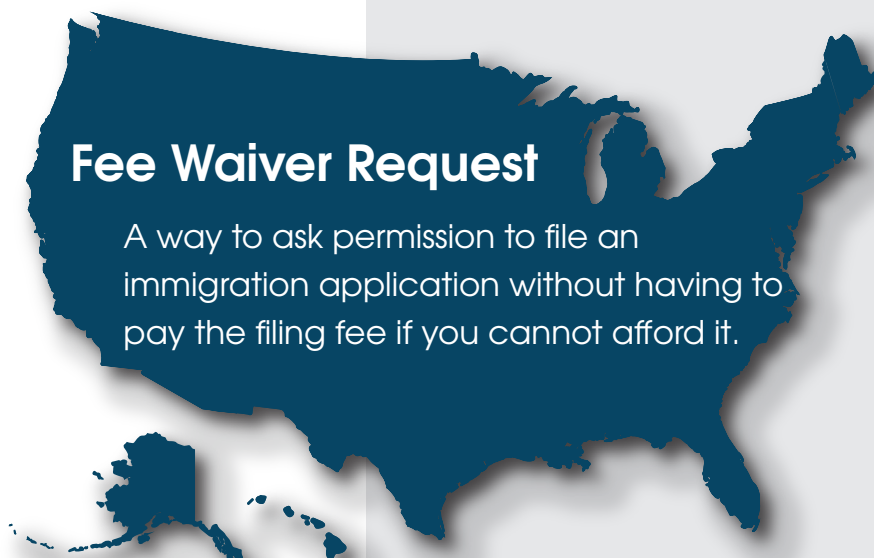 Fee Waiver Request
A way to ask permission to file an
immigration application without having to
pay the filing fee if you cannot afford it.